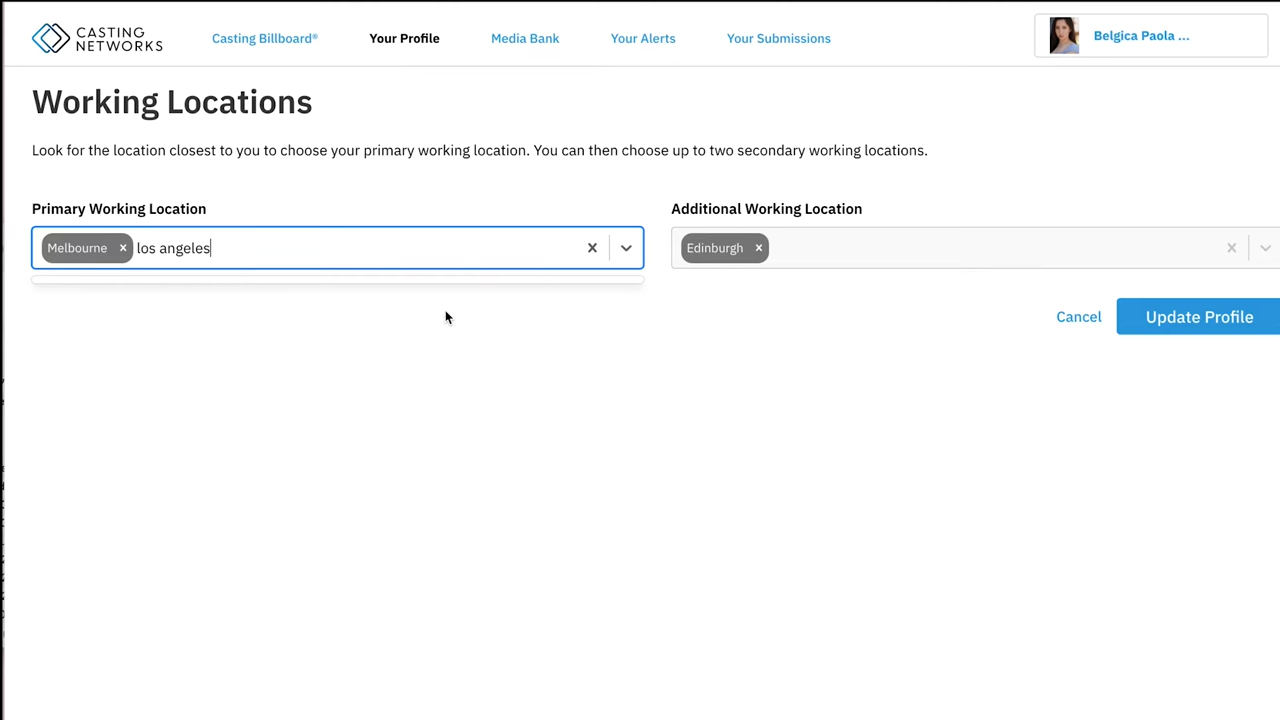 CASTING NETWORKS
Casting Billboard®
Your Profile
Media Bank
Your Alerts
Your Submissions
Belgica Paola ...
Working Locations
Look for the location closest to you to choose your primary working location. You can then choose up to two secondary working locations.
Primary Working Location
Additional Working Location
Melbourne × los angeles
Edinburgh ×
Cancel
Update Profile